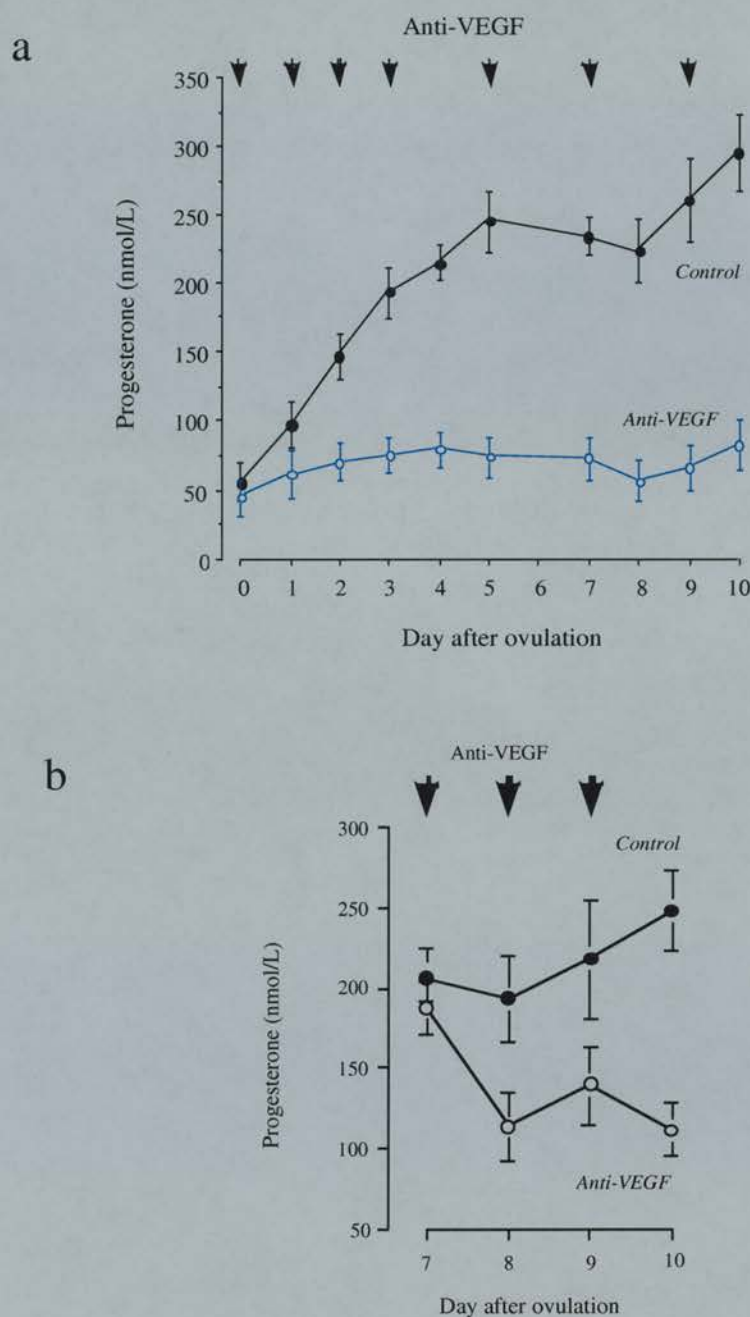 a
Anti-VEGF
350
300
250
200
150
100
50
0
Progesterone (nmol/L)
Control
Anti-VEGF
0 1 2 3 4 5 6 7 8 9 10
Day after ovulation
b
Anti-VEGF
300
250
200
150
100
50
Progesterone (nmol/L)
Control
Anti-VEGF
7 8 9 10
Day after ovulation